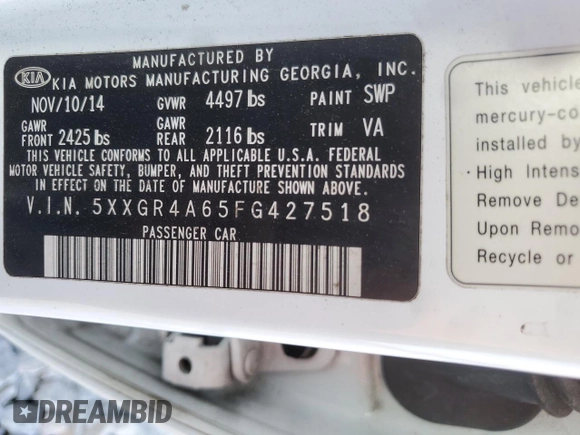 MANUFACTURED BY
KIA KIA MOTORS MANUFACTURING GEORGIA, INC.
NOV/10/14 GVWR 4497 lbs PAINT SWP
GAWR FRONT 2425 lbs GAWR REAR 2116 lbs TRIM VA
THIS VEHICLE CONFORMS TO ALL APPLICABLE U.S.A. FEDERAL
MOTOR VEHICLE SAFETY, BUMPER, AND THEFT PREVENTION STANDARDS
IN EFFECT ON THE DATE OF MANUFACTURE SHOWN ABOVE.
V.I.N. 5XXGR4A65FG427518
PASSENGER CAR
This vehicle
mercury-co
installed by
· High Intens
Remove De
Upon Remo
Recycle or
DREAMBID